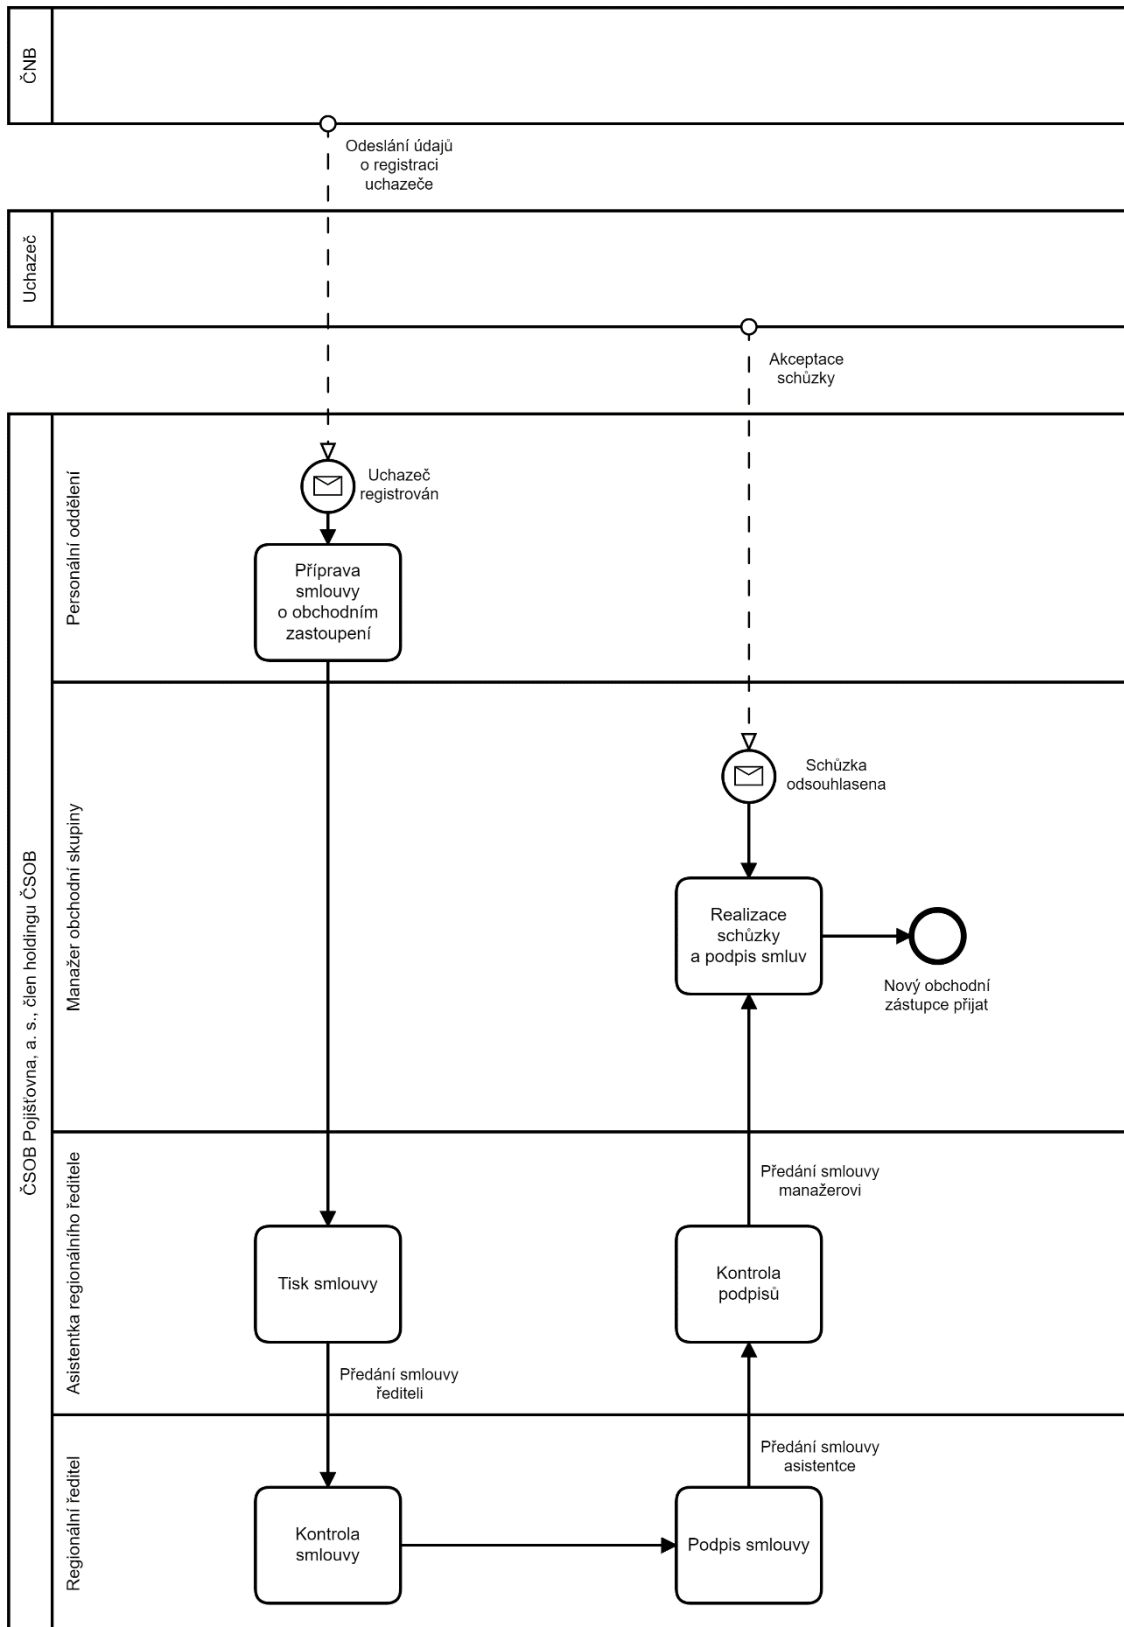 ČNB
Odeslání údajů
o registraci
uchazeče
Uchazeč
Akceptace
schůzky
ČSOB Pojišťovna, a. s., člen holdingu ČSOB
Personální oddělení
Uchazeč
registrován
Příprava
smlouvy
o obchodním
zastoupení
Manažer obchodní skupiny
Schůzka
odsouhlasena
Realizace
schůzky
a podpis smluv
Nový obchodní
zástupce přijat
Asistentka regionálního ředitele
Předání smlouvy
manažerovi
Tisk smlouvy
Kontrola
podpisů
Předání smlouvy
řediteli
Regionální ředitel
Předání smlouvy
asistentce
Kontrola
smlouvy
Podpis smlouvy